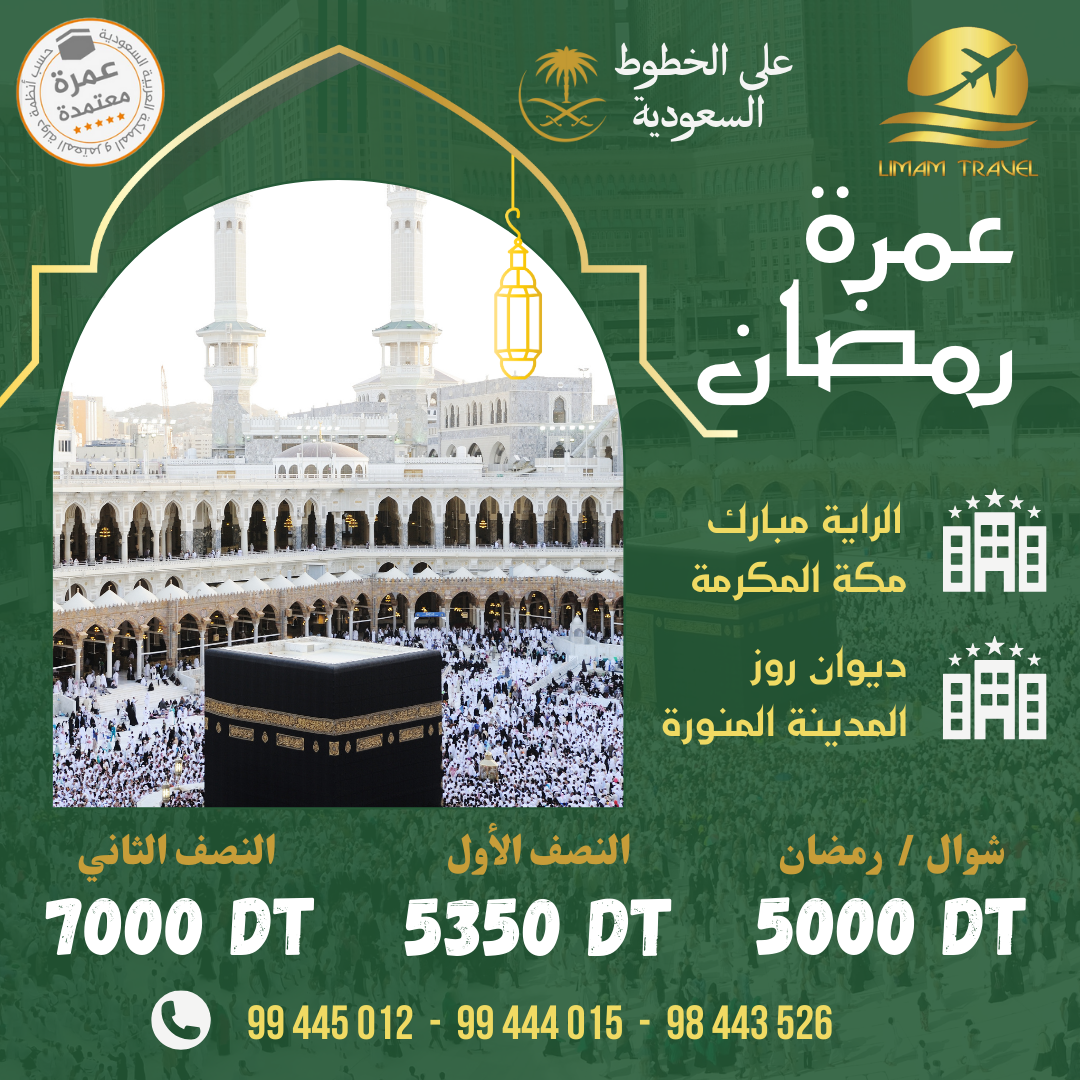 عمرة
معتمدة
حسب أنظمة دولة المعتمر و المملكة العربية السعودية
على الخطوط
السعودية
LIMAM TRAVEL
عمرة
رمضان
الراية مبارك
مكة المكرمة
ديوان روز
المدينة المنورة
شوال / رمضان
5000 DT
النصف الأول
5350 DT
النصف الثاني
7000 DT
99 445 012 - 99 444 015 - 98 443 526